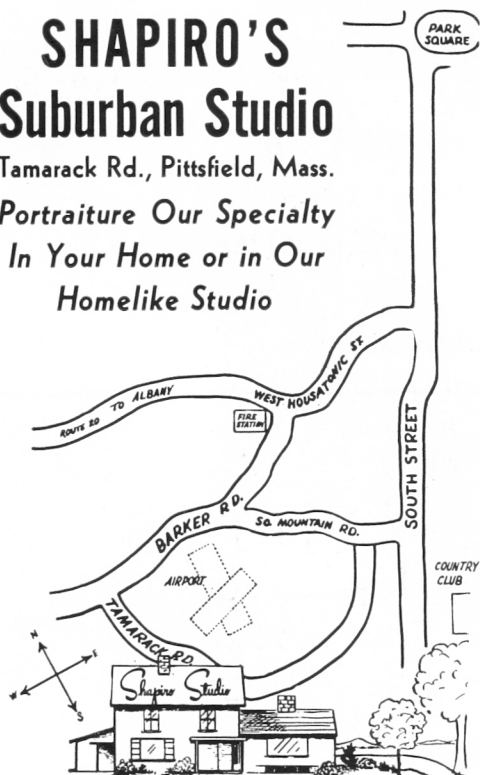 SHAPIRO'S
Suburban Studio
Tamarack Rd., Pittsfield, Mass.
Portraiture Our Specialty
In Your Home or in Our
Homelike Studio
PARK
SQUARE
WEST HOUSATONIC ST.
ROUTE 20 TO ALBANY
FIRE
STATION
SOUTH STREET
BARKER RD.
SO. MOUNTAIN RD.
AIRPORT
COUNTRY
CLUB
TAMARACK RD.
N
E
W
S
Shapiro Studio